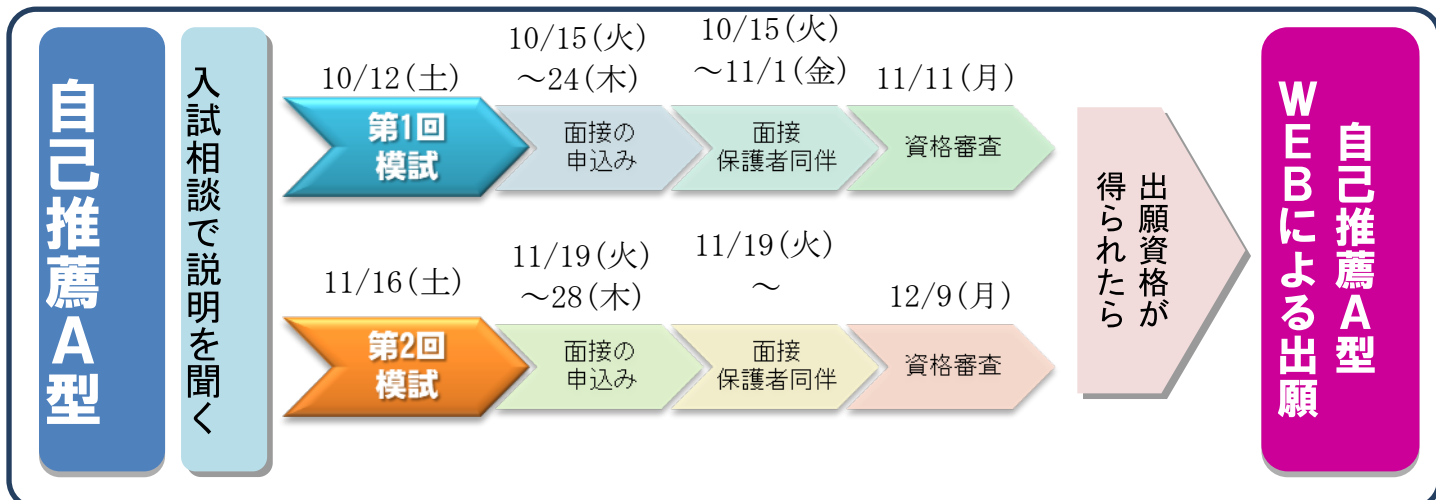 自己推薦A型
入試相談で説明を聞く
10/12(土)
第1回
模試
10/15(火)
～24(木)
面接の
申込み
10/15(火)
～11/1(金)
面接
保護者同伴
11/11(月)
資格審査
11/16(土)
第2回
模試
11/19(火)
～28(木)
面接の
申込み
11/19(火)
～
面接
保護者同伴
12/9(月)
資格審査
出願資格が
得られたら
自己推薦A型
WEBによる出願